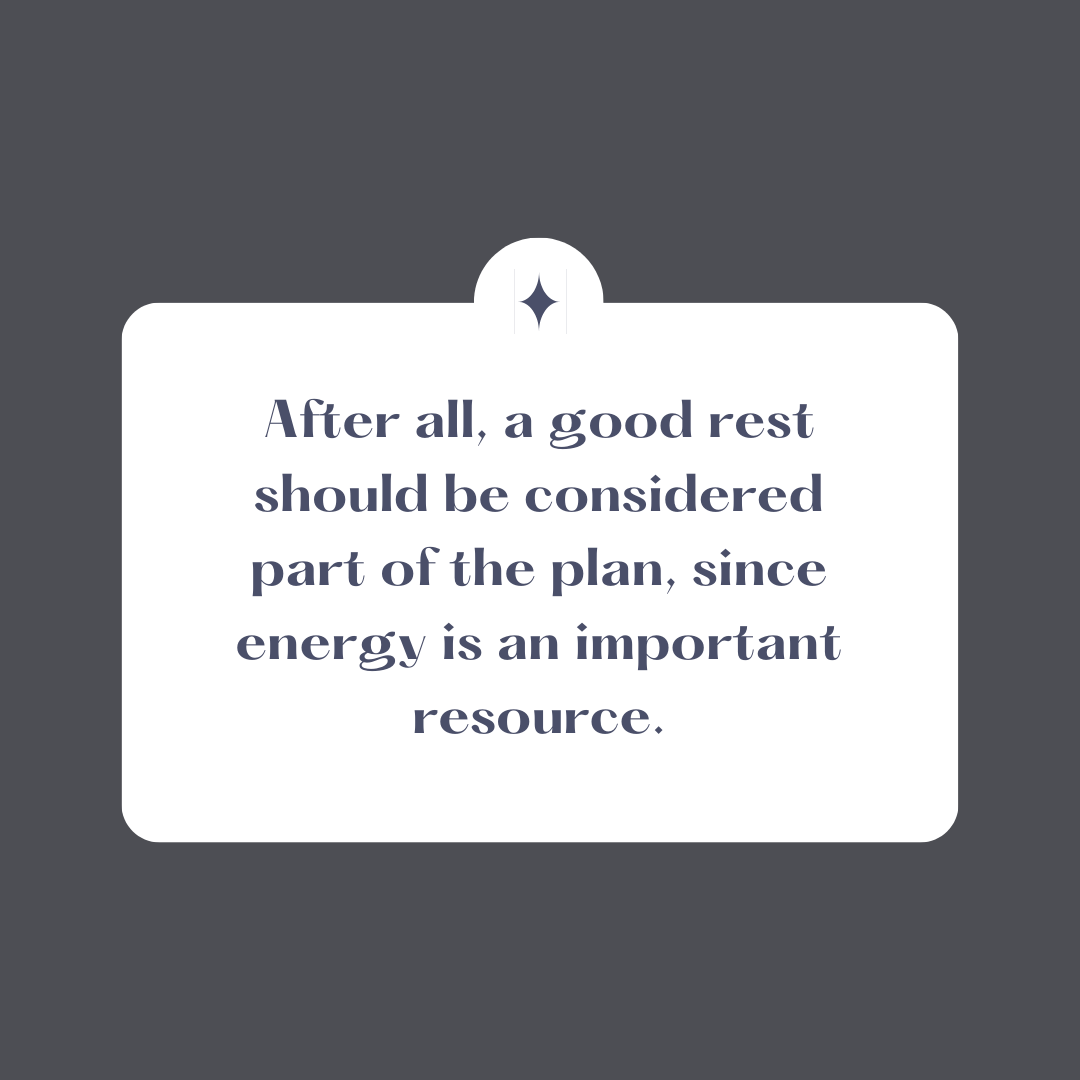 After all, a good rest
should be considered
part of the plan, since
energy is an important
resource.